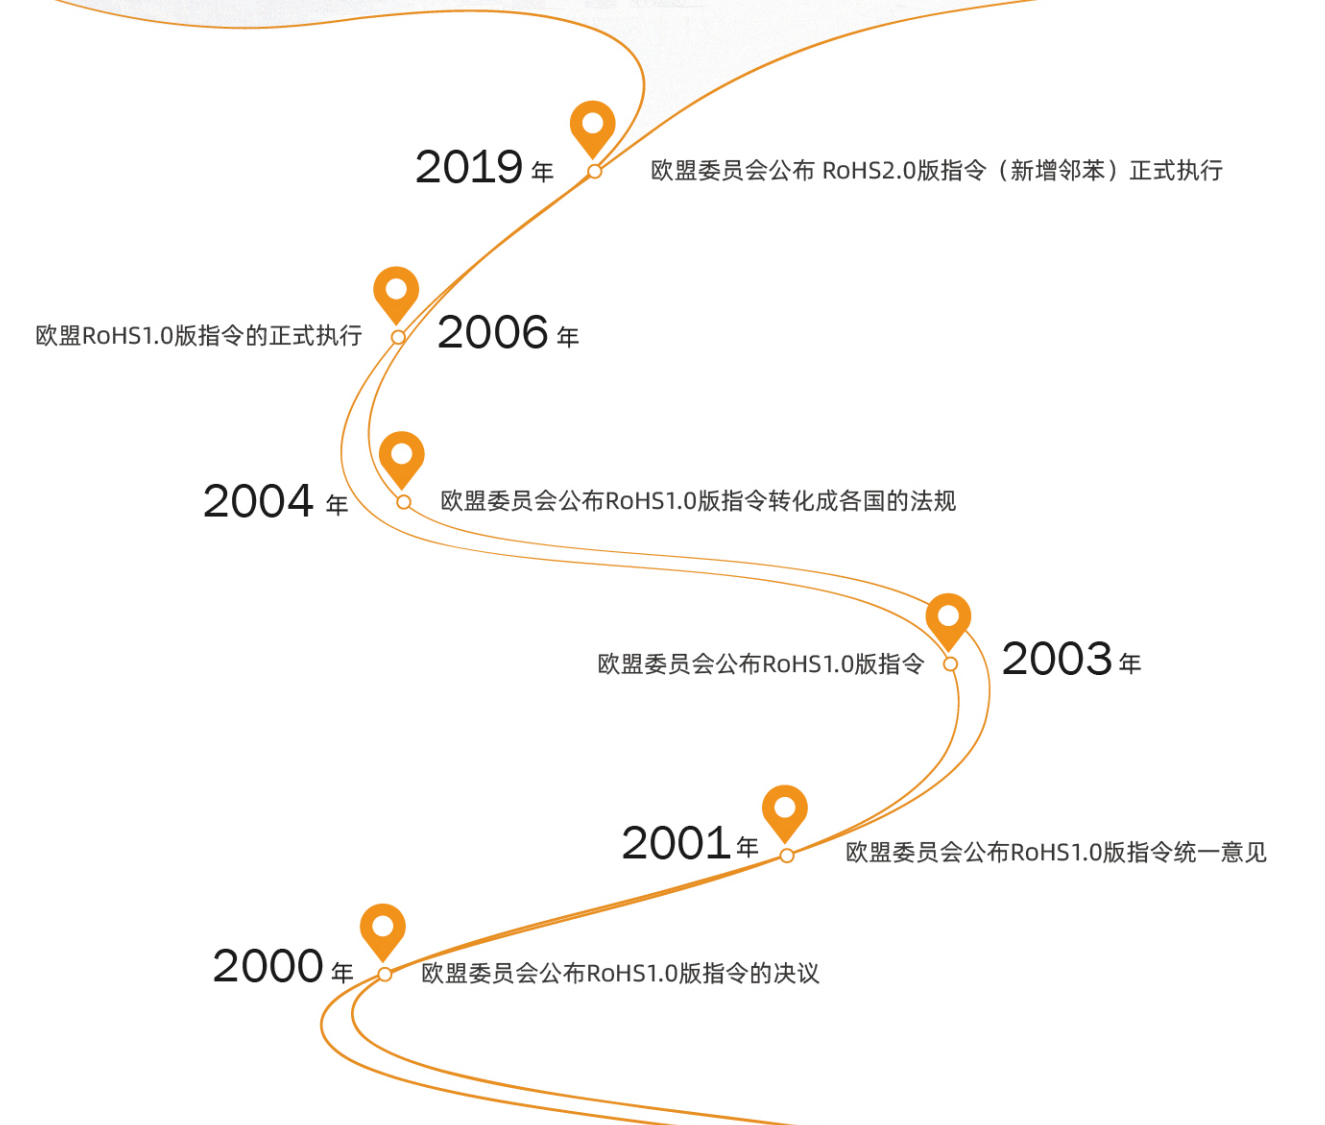 2019 年
欧盟委员会公布 RoHS2.0版指令（新增邻苯）正式执行
欧盟RoHS1.0版指令的正式执行
2006 年
2004 年
欧盟委员会公布RoHS1.0版指令转化成各国的法规
欧盟委员会公布RoHS1.0版指令
2003 年
2001 年
欧盟委员会公布RoHS1.0版指令统一意见
2000 年
欧盟委员会公布RoHS1.0版指令的决议